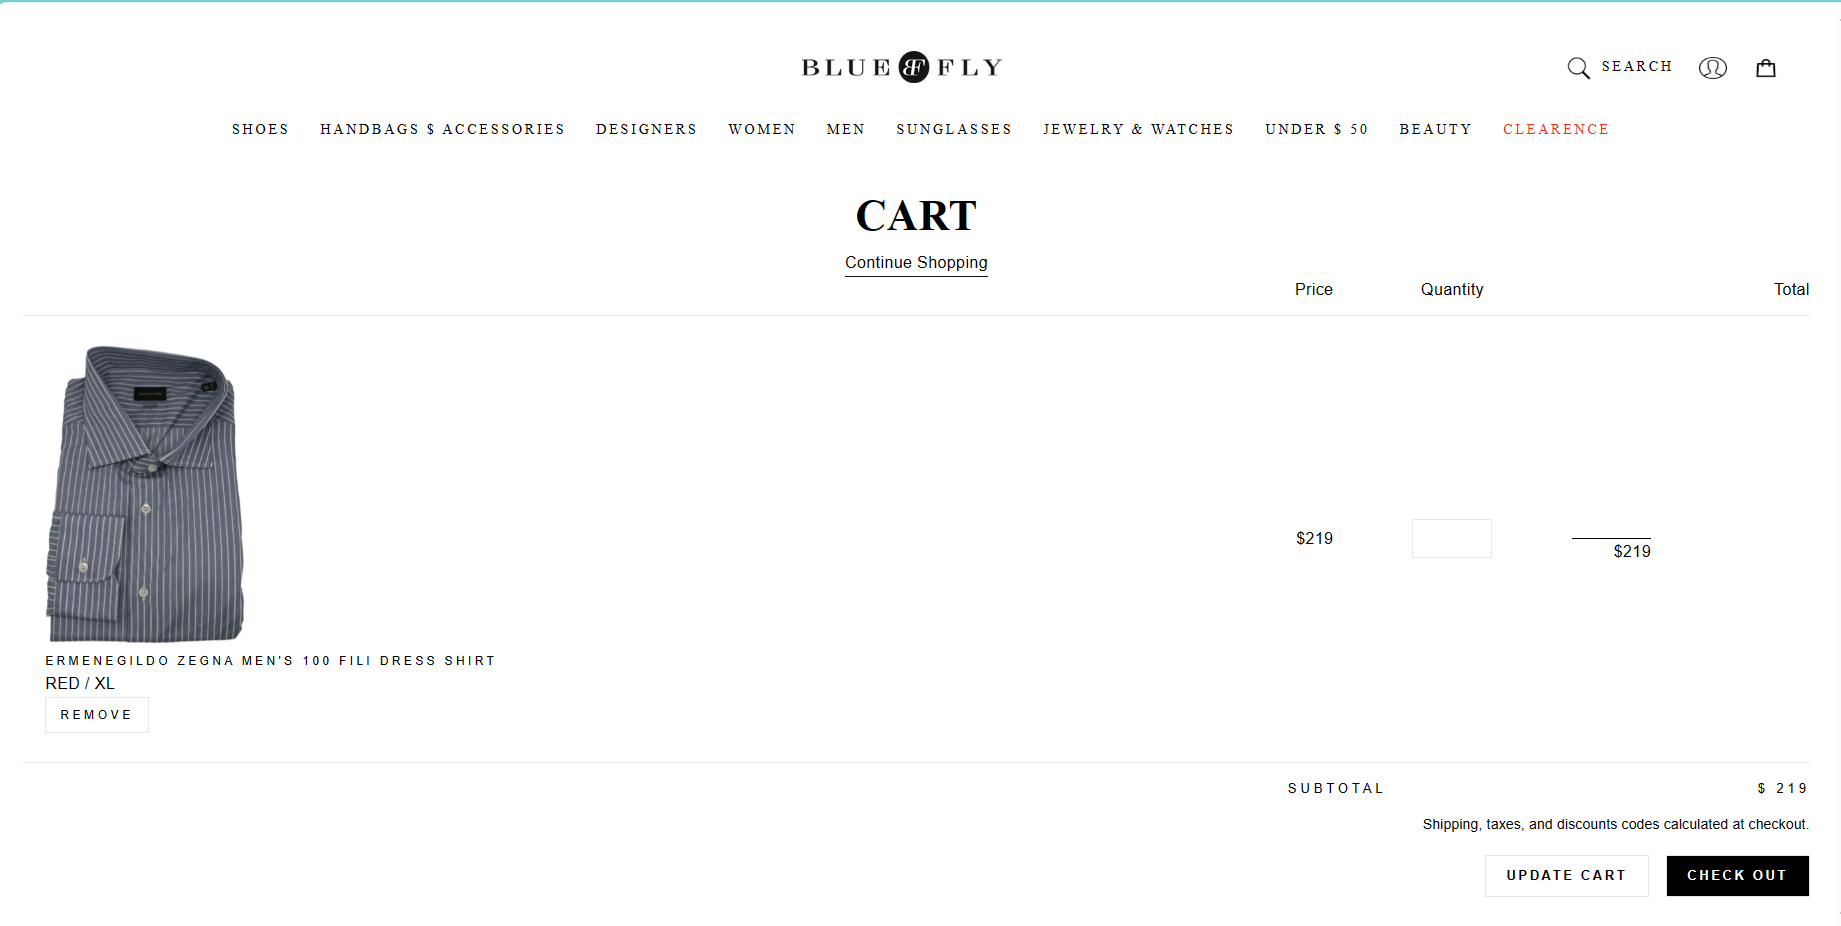 BLUE BF FLY
SEARCH
SHOES HANDBAGS $ ACCESSORIES DESIGNERS WOMEN MEN SUNGLASSES JEWELRY & WATCHES UNDER $ 50 BEAUTY CLEARENCE
CART
Continue Shopping
Price Quantity Total
$219 $219
ERMENEGILDO ZEGNA MEN'S 100 FILI DRESS SHIRT
RED / XL
REMOVE
SUBTOTAL $ 219
Shipping, taxes, and discounts codes calculated at checkout.
UPDATE CART CHECK OUT